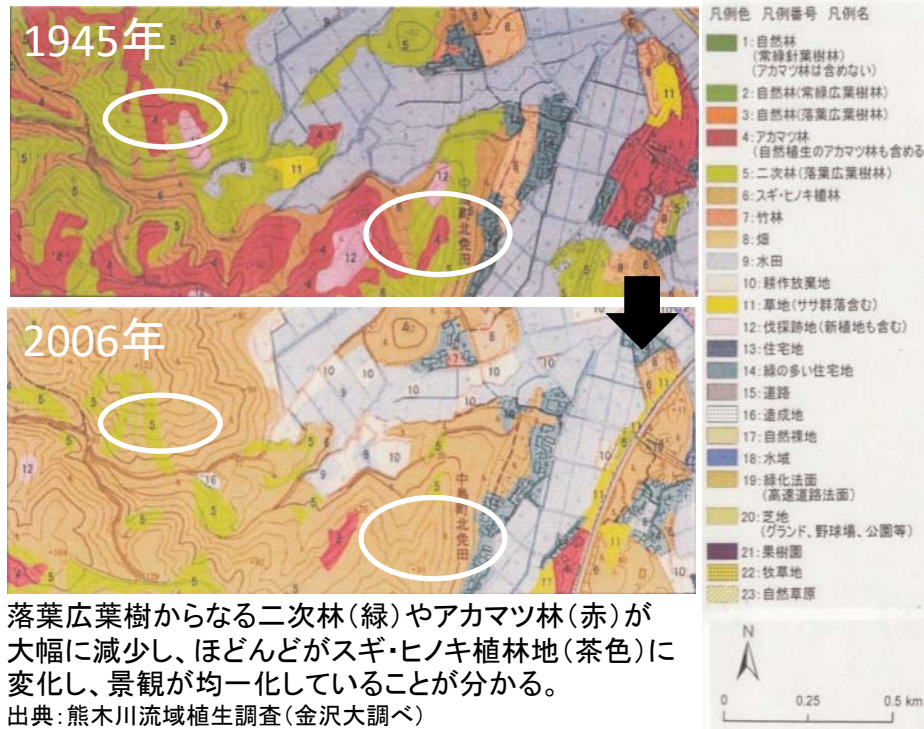 1945年
中島町北免田
2006年
中島町北免田
落葉広葉樹からなる二次林(緑)やアカマツ林(赤)が
大幅に減少し、ほどんどがスギ・ヒノキ植林地(茶色)に
変化し、景観が均一化していることが分かる。
出典:熊木川流域植生調査(金沢大調べ)
凡例色 凡例番号 凡例名
1:自然林
(常緑針葉樹林)
(アカマツ林は含めない)
2:自然林(常緑広葉樹林)
3:自然林(落葉広葉樹林)
4:アカマツ林
(自然植生のアカマツ林も含める
5:二次林(落葉広葉樹林)
6:スギ・ヒノキ植林
7:竹林
8:畑
9:水田
10:耕作放棄地
11:草地(ササ群落含む)
12:伐採跡地(新植地も含む)
13:住宅地
14:緑の多い住宅地
15:道路
16:造成地
17:自然裸地
18:水域
19:緑化法面
(高速道路法面)
20:芝地
(グランド、野球場、公園等)
21:果樹園
22:牧草地
23:自然草原
N
0 0.25 0.5 km